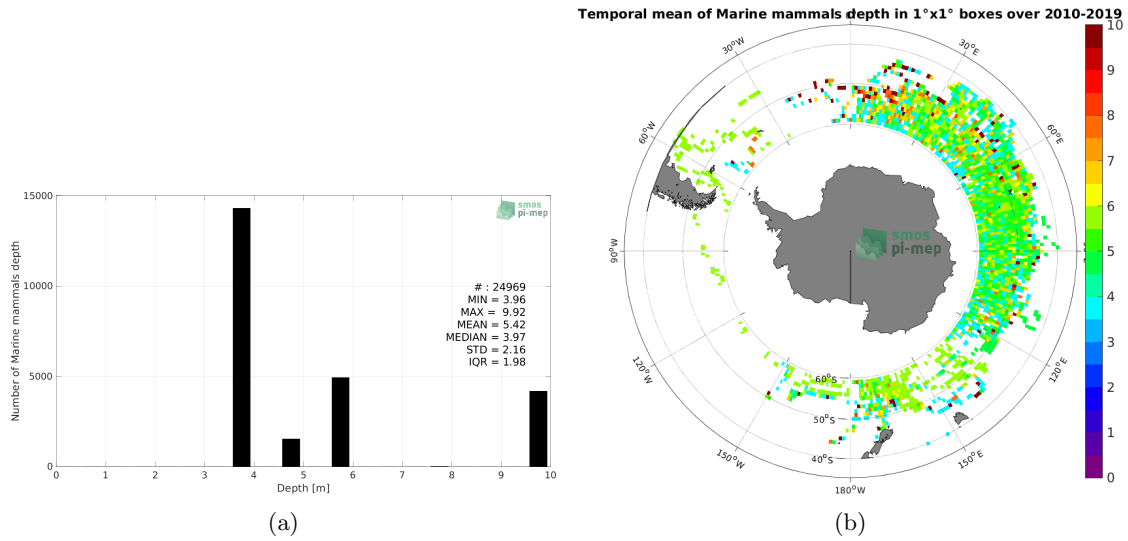 Temporal mean of Marine mammals depth in 1°x1° boxes over 2010-2019
15000
10000
5000
0
Number of Marine mammals depth
smos
pi-mep
# : 24969
MIN = 3.96
MAX = 9.92
MEAN = 5.42
MEDIAN = 3.97
STD = 2.16
IQR = 1.98
0 1 2 3 4 5 6 7 8 9 10
Depth [m]
(a)
30°W
30°E
60°W
60°E
90°W
120°W
120°E
150°W
150°E
180°W
60°S
50°S
40°S
smos
pi-mep
10
9
8
7
6
5
4
3
2
1
0
(b)